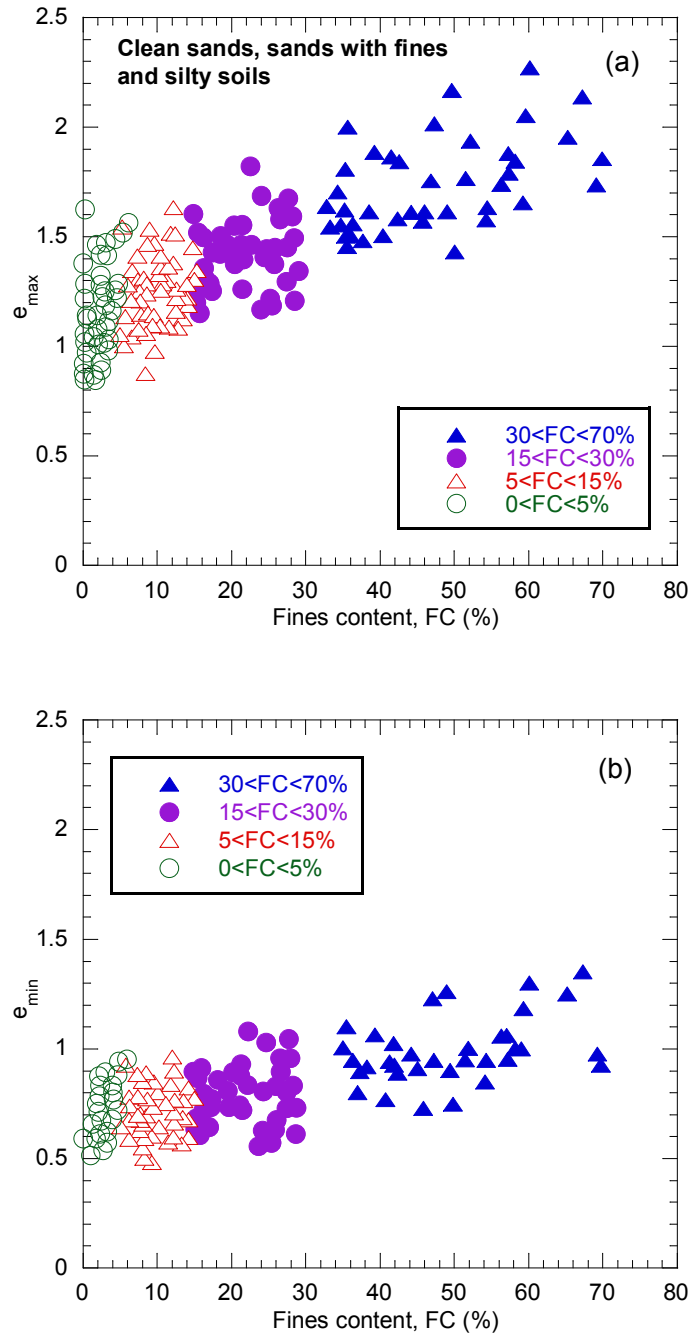 2.5
Clean sands, sands with fines
and silty soils
(a)
2
1.5
e_max
1
30<FC<70%
15<FC<30%
5<FC<15%
0<FC<5%
0.5
0
0 10 20 30 40 50 60 70 80
Fines content, FC (%)
2.5
(b)
30<FC<70%
15<FC<30%
5<FC<15%
0<FC<5%
2
1.5
e_min
1
0.5
0
0 10 20 30 40 50 60 70 80
Fines content, FC (%)